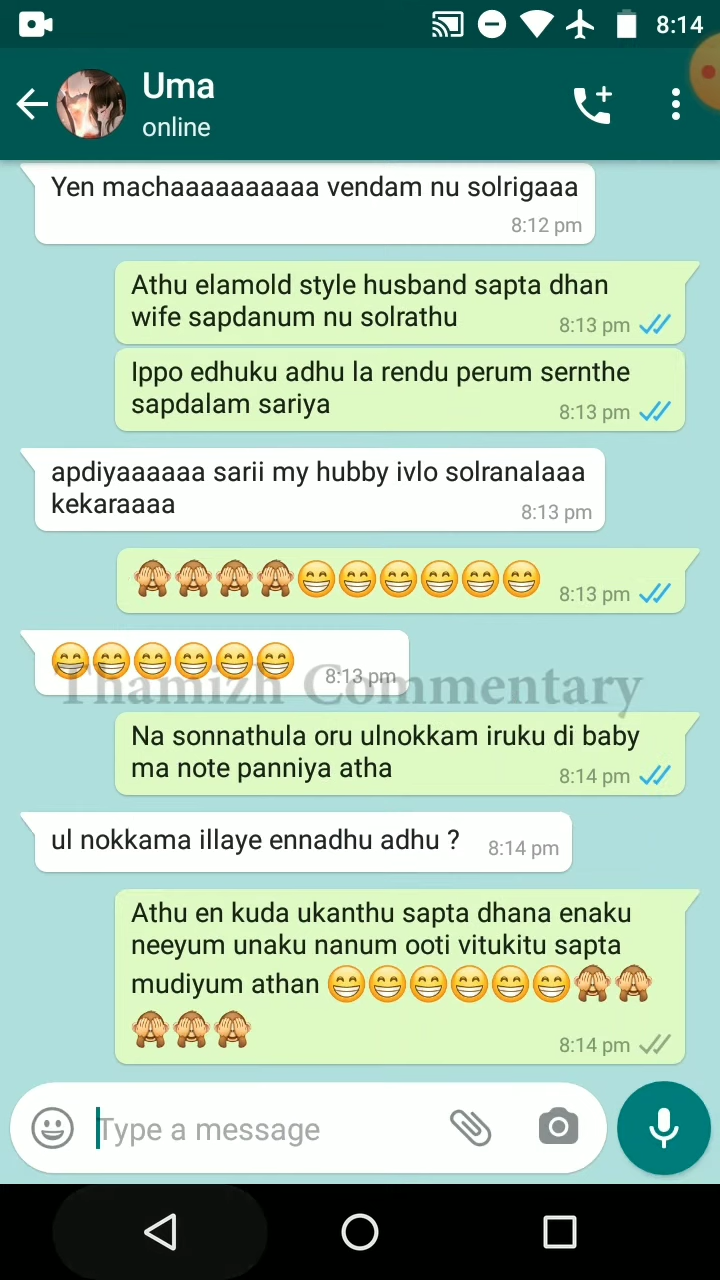 8:14
Uma
online
Yen machaaaaaaaaaa vendam nu solrigaaa
8:12 pm
Athu elamold style husband sapta dhan
wife sapdanum nu solrathu
8:13 pm
Ippo edhuku adhu la rendu perum sernthe
sapdalam sariya
8:13 pm
apdiyaaaaaa sarii my hubby ivlo solranalaaa
kekaraaaa
8:13 pm
🙈🙈🙈🙈😁😁😁😁😁😁 8:13 pm
😁😁😁😁😁😁 8:13 pm
Thamizh Commentary
Na sonnathula oru ulnokkam iruku di baby
ma note panniya atha
8:14 pm
ul nokkama illaye ennadhu adhu ? 8:14 pm
Athu en kuda ukanthu sapta dhana enaku
neeyum unaku nanum ooti vitukitu sapta
mudiyum athan 😁😁😁😁😁😁🙈🙈
🙈🙈🙈
8:14 pm
Type a message